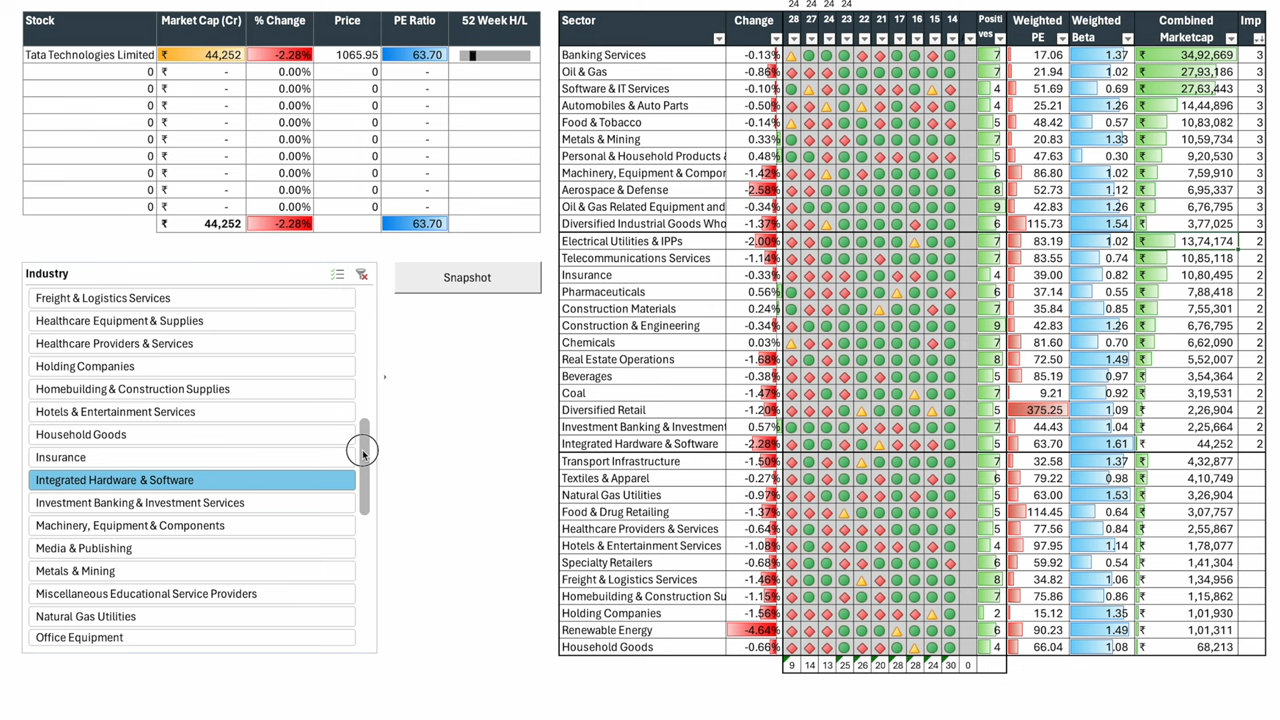 Stock Market Cap (Cr) % Change Price PE Ratio 52 Week H/L
Tata Technologies Limited ₹ 44,252 -2.28% 1065.95 63.70
0 ₹ - 0.00% 0 -
0 ₹ - 0.00% 0 -
0 ₹ - 0.00% 0 -
0 ₹ - 0.00% 0 -
0 ₹ - 0.00% 0 -
0 ₹ - 0.00% 0 -
0 ₹ - 0.00% 0 -
0 ₹ - 0.00% 0 -
0 ₹ - 0.00% 0 -
₹ 44,252 -2.28% 63.70
Industry
Freight & Logistics Services
Healthcare Equipment & Supplies
Healthcare Providers & Services
Holding Companies
Homebuilding & Construction Supplies
Hotels & Entertainment Services
Household Goods
Insurance
Integrated Hardware & Software
Investment Banking & Investment Services
Machinery, Equipment & Components
Media & Publishing
Metals & Mining
Miscellaneous Educational Service Providers
Natural Gas Utilities
Office Equipment
Snapshot
24 24 24 24
Sector Change 28 27 24 23 22 21 17 16 15 14 Positi Weighted Weighted Combined Imp
ves PE Beta Marketcap
Banking Services -0.13% 7 17.06 1.37 ₹ 34,92,669 3
Oil & Gas -0.86% 7 21.94 1.02 ₹ 27,93,186 3
Software & IT Services -0.10% 4 51.69 0.69 ₹ 27,63,443 3
Automobiles & Auto Parts -0.50% 4 25.21 1.26 ₹ 14,44,896 3
Food & Tobacco -0.14% 5 48.42 0.57 ₹ 10,83,082 3
Metals & Mining 0.33% 7 20.83 1.33 ₹ 10,59,734 3
Personal & Household Products & 0.48% 5 47.63 0.30 ₹ 9,20,530 3
Machinery, Equipment & Compor -1.42% 6 86.80 1.02 ₹ 7,59,910 3
Aerospace & Defense -2.58% 8 52.73 1.12 ₹ 6,95,337 3
Oil & Gas Related Equipment and -0.34% 9 42.83 1.26 ₹ 6,76,795 3
Diversified Industrial Goods Who -1.37% 6 115.73 1.54 ₹ 3,77,025 3
Electrical Utilities & IPPs -2.00% 7 83.19 1.02 ₹ 13,74,174 2
Telecommunications Services -1.14% 7 83.55 0.74 ₹ 10,85,118 2
Insurance -0.33% 4 39.00 0.82 ₹ 10,80,495 2
Pharmaceuticals 0.56% 6 37.14 0.55 ₹ 7,88,418 2
Construction Materials 0.24% 7 35.84 0.85 ₹ 7,55,301 2
Construction & Engineering -0.34% 9 42.83 1.26 ₹ 6,76,795 2
Chemicals 0.03% 7 81.60 0.70 ₹ 6,62,090 2
Real Estate Operations -1.68% 8 72.50 1.49 ₹ 5,52,007 2
Beverages -0.38% 5 85.19 0.97 ₹ 3,54,364 2
Coal -1.47% 7 9.21 0.92 ₹ 3,19,531 2
Diversified Retail -1.20% 5 375.25 1.09 ₹ 2,26,904 2
Investment Banking & Investment 0.57% 7 44.43 1.04 ₹ 2,25,664 2
Integrated Hardware & Software -2.28% 5 63.70 1.61 ₹ 44,252 2
Transport Infrastructure -1.50% 7 32.58 1.37 ₹ 4,32,877
Textiles & Apparel -0.27% 6 79.22 0.98 ₹ 4,10,749
Natural Gas Utilities -0.97% 5 63.00 1.53 ₹ 3,26,904
Food & Drug Retailing -1.37% 5 114.45 0.64 ₹ 3,07,757
Healthcare Providers & Services -0.64% 7 77.56 0.84 ₹ 2,55,867
Hotels & Entertainment Services -1.08% 4 97.95 1.14 ₹ 1,78,077
Specialty Retailers -0.68% 6 59.92 0.54 ₹ 1,41,304
Freight & Logistics Services -1.46% 8 34.82 1.06 ₹ 1,34,956
Homebuilding & Construction Su -1.15% 7 75.86 0.86 ₹ 1,15,862
Holding Companies -1.56% 2 15.12 1.35 ₹ 1,01,930
Renewable Energy -4.64% 6 90.23 1.49 ₹ 1,01,311
Household Goods -0.66% 4 66.04 1.08 ₹ 68,213
9 14 13 25 26 20 28 28 24 30 0